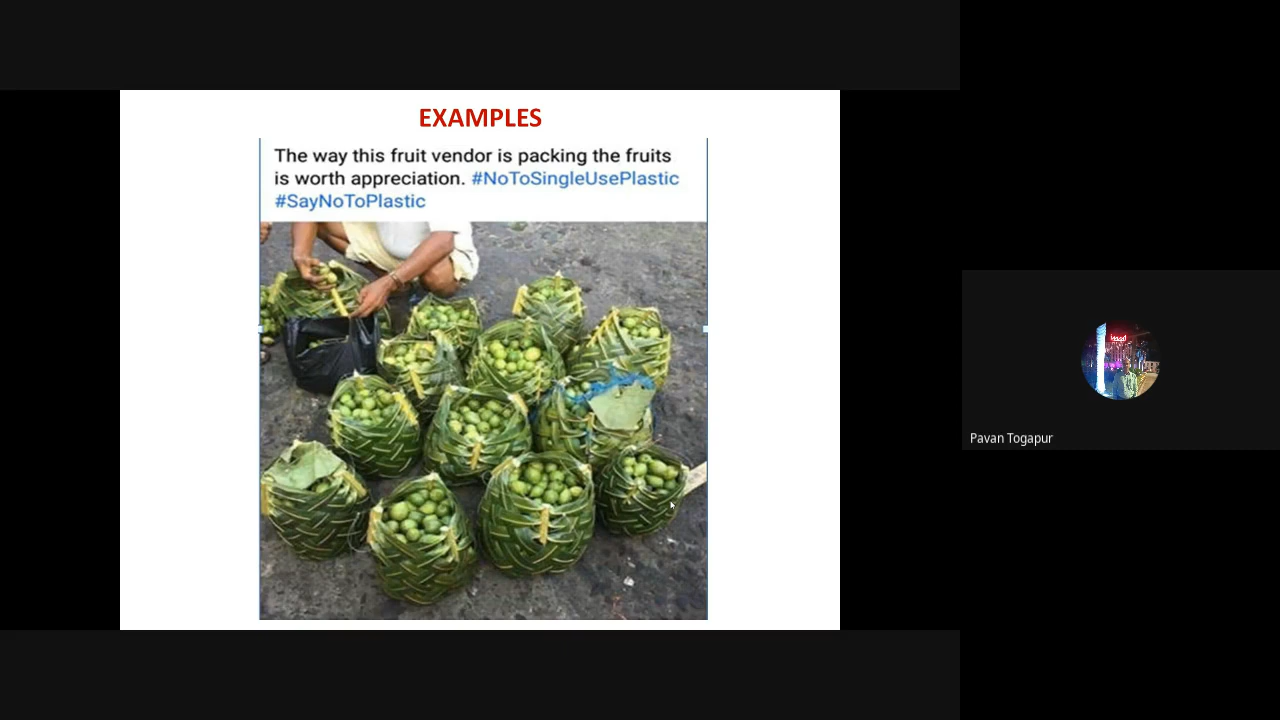 EXAMPLES
The way this fruit vendor is packing the fruits
is worth appreciation. #NoToSingleUsePlastic
#SayNoToPlastic
Pavan Togapur